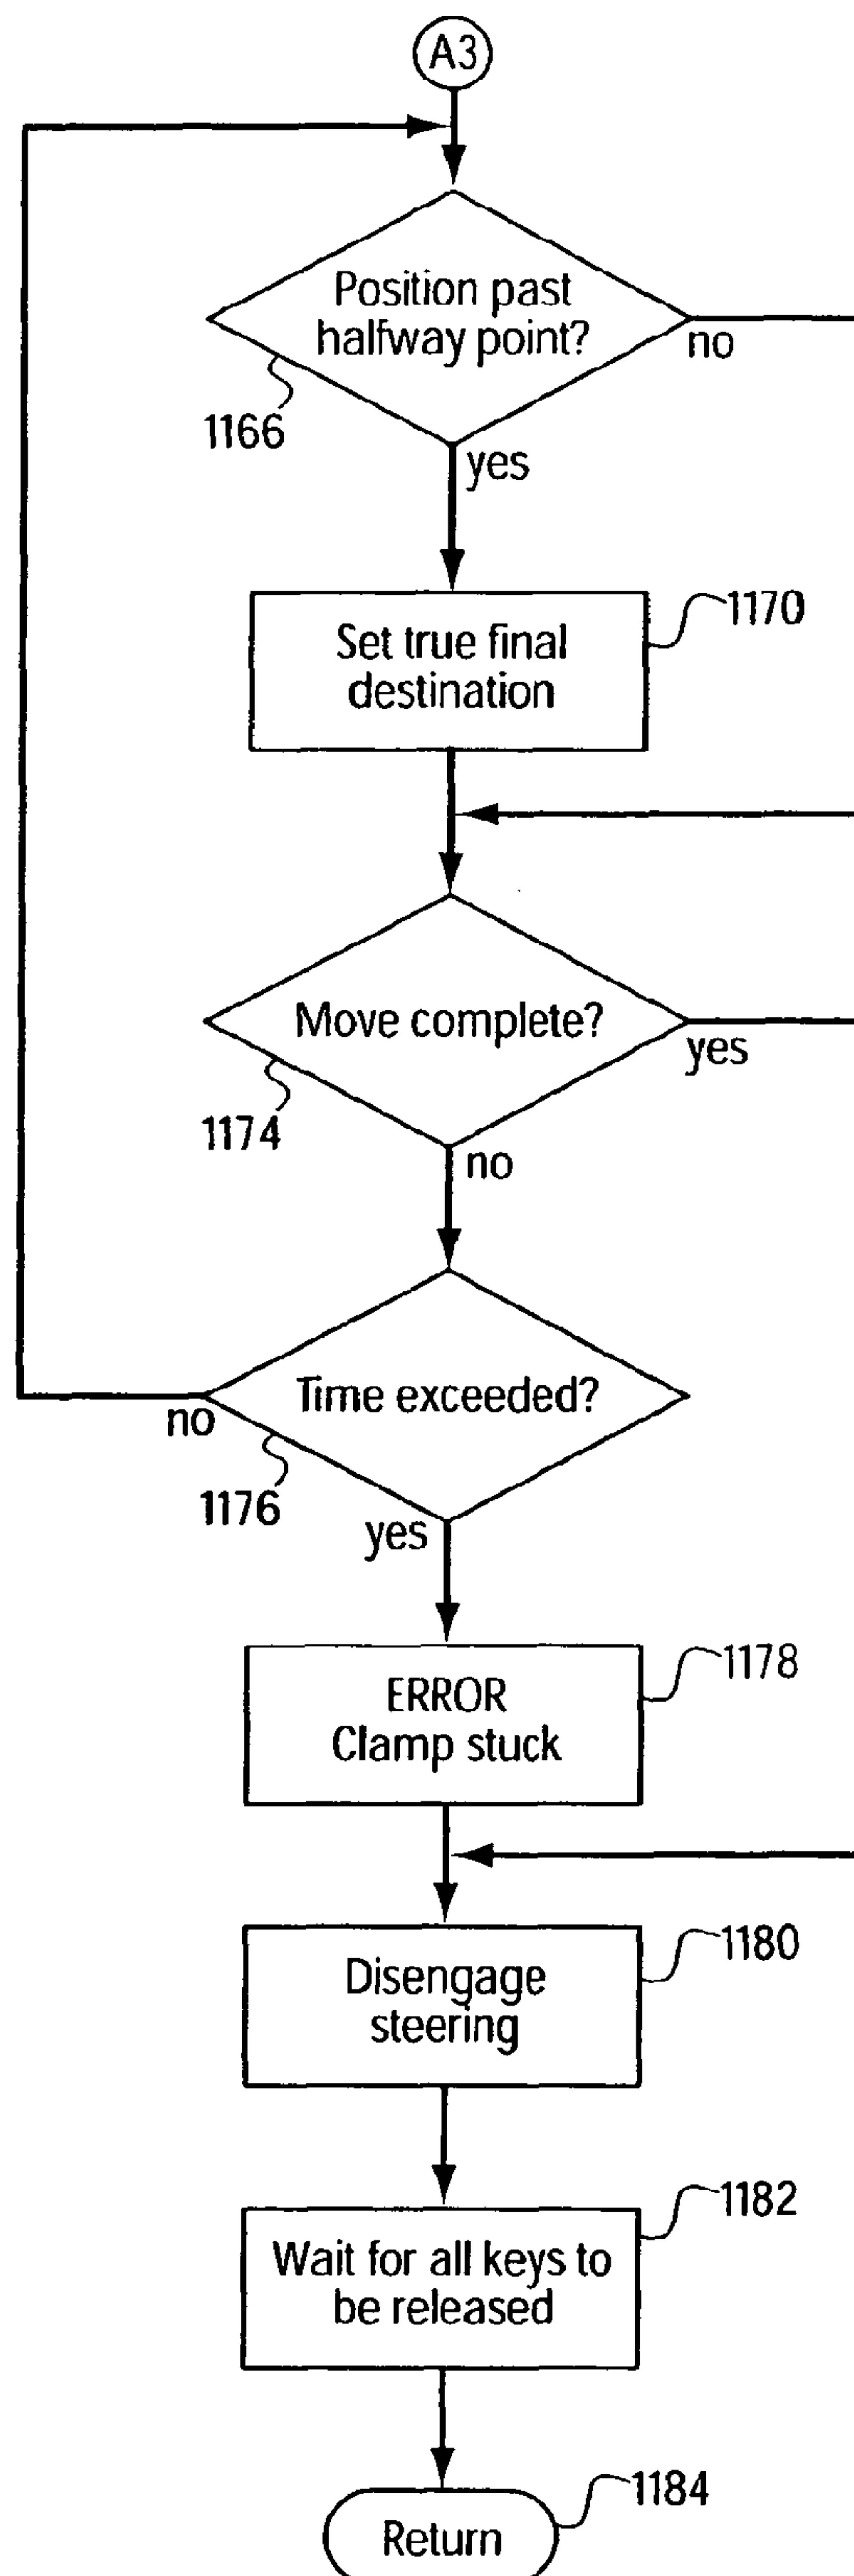 A3
Position past
halfway point?
no
1166
yes
1170
Set true final
destination
Move complete?
yes
1174
no
Time exceeded?
no
1176
yes
1178
ERROR
Clamp stuck
1180
Disengage
steering
1182
Wait for all keys to
be released
1184
Return